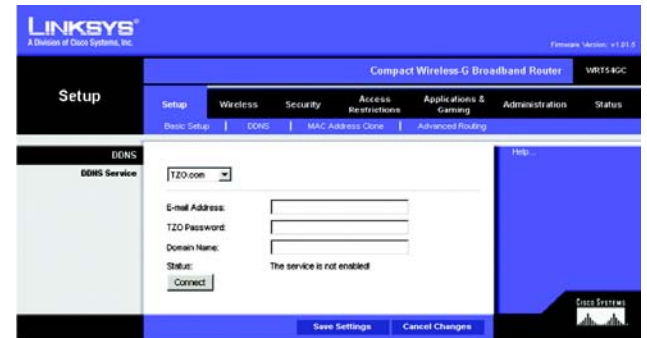 LINKSYS®
A Division of Cisco Systems, Inc.
Firmware Version: v1.01.5
Compact Wireless-G Broadband Router WRT54GC
Setup
Setup Wireless Security Access Restrictions Applications & Gaming Administration Status
Basic Setup | DDNS | MAC Address Clone | Advanced Routing
DDNS
DDNS Service
TZO.com
Help...
E-mail Address:
TZO Password:
Domain Name:
Status: The service is not enabled!
Connect
CISCO SYSTEMS
Save Settings Cancel Changes